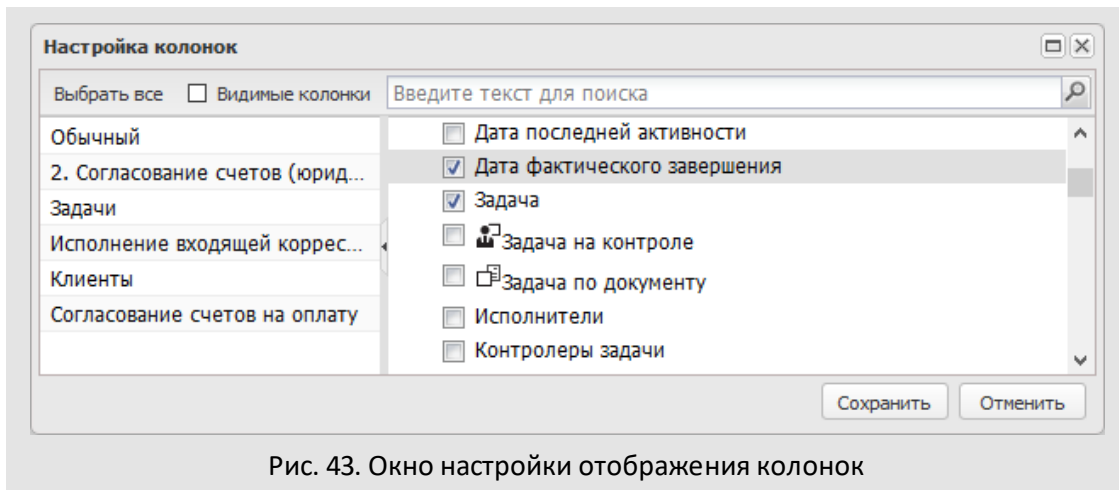 Настройка колонок
Выбрать все Видимые колонки Введите текст для поиска
Обычный
2. Согласование счетов (юрид...
Задачи
Исполнение входящей коррес...
Клиенты
Согласование счетов на оплату
Дата последней активности
Дата фактического завершения
Задача
Задача на контроле
Задача по документу
Исполнители
Контролеры задачи
Сохранить Отменить
Рис. 43. Окно настройки отображения колонок